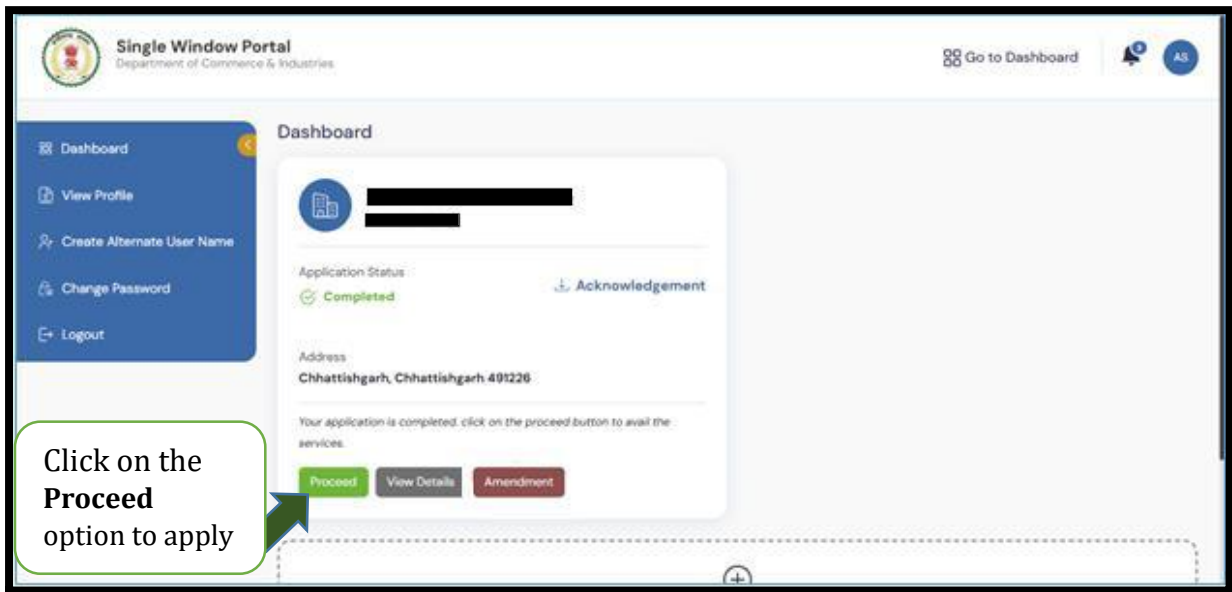 Single Window Portal
Department of Commerce & Industries
Go to Dashboard
AS
Dashboard
View Profile
Create Alternate User Name
Change Password
Logout
Dashboard
Application Status
Completed
Acknowledgement
Address
Chhattishgarh, Chhattishgarh 491226
Your application is completed. click on the proceed button to avail the
services.
Proceed
View Details
Amendment
Click on the
Proceed
option to apply